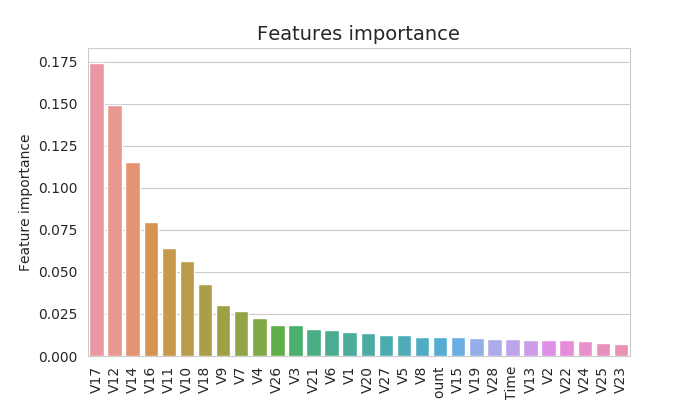 Features importance
Feature importance
0.175
0.150
0.125
0.100
0.075
0.050
0.025
0.000
V17
V12
V14
V16
V11
V10
V18
V9
V7
V4
V26
V3
V21
V6
V1
V20
V27
V5
V8
ount
V15
V19
V28
Time
V13
V2
V22
V24
V25
V23